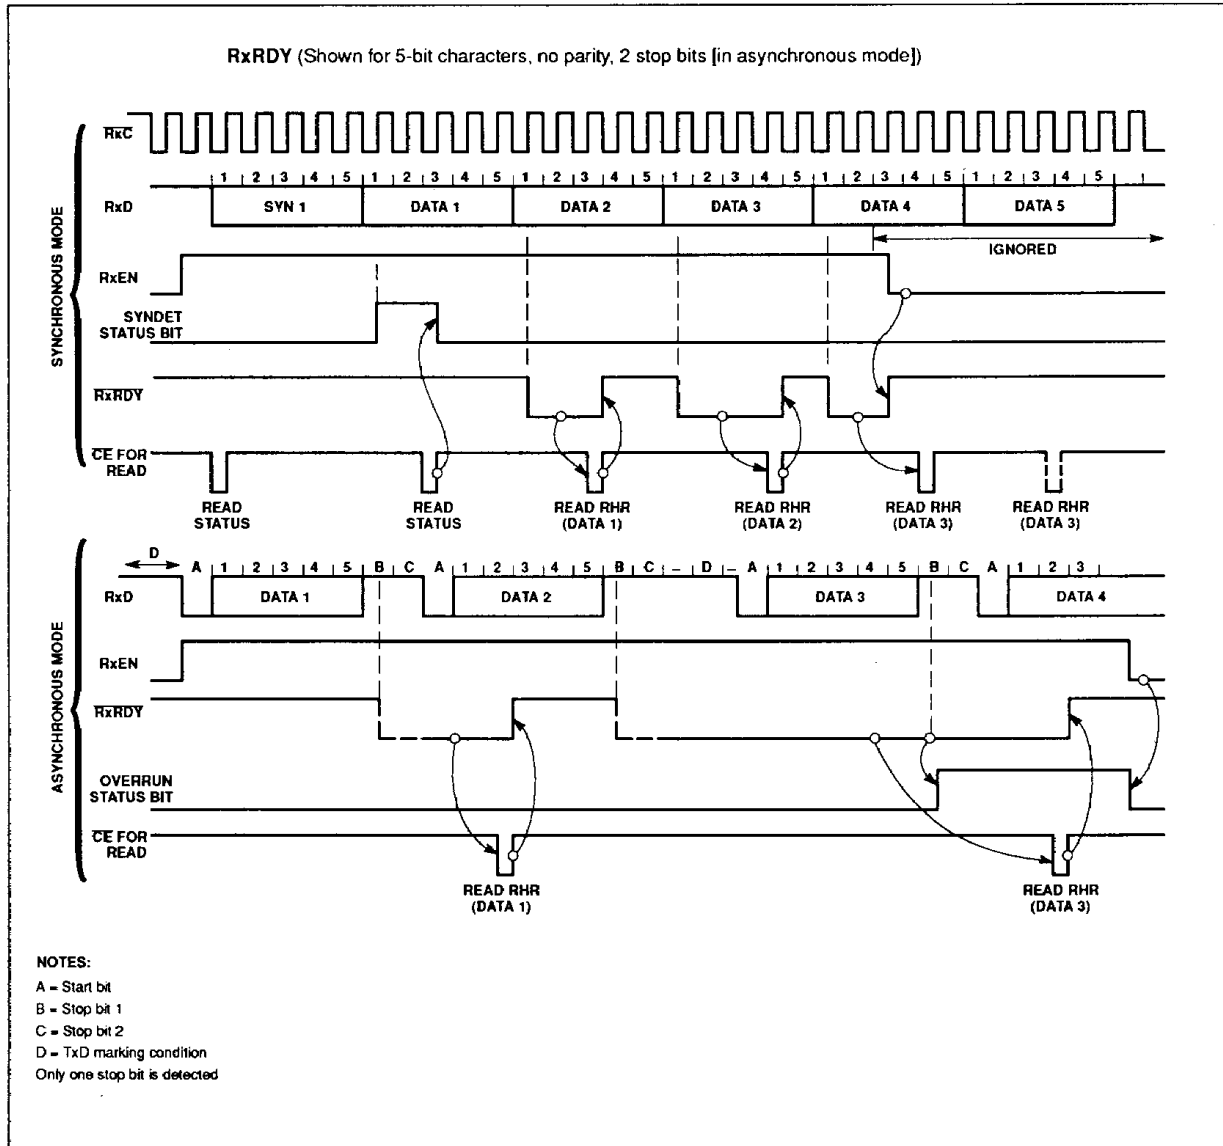 RxRDY (Shown for 5-bit characters, no parity, 2 stop bits [in asynchronous mode])
SYNCHRONOUS MODE
RxC
1 2 3 4 5 1 2 3 4 5 1 2 3 4 5 1 2 3 4 5 1 2 3 4 5 1 2 3 4 5 1
RxD
SYN 1 DATA 1 DATA 2 DATA 3 DATA 4 DATA 5
IGNORED
RxEN
SYNDET
STATUS BIT
RxRDY
CE FOR
READ
READ
STATUS
READ
STATUS
READ RHR
(DATA 1)
READ RHR
(DATA 2)
READ RHR
(DATA 3)
READ RHR
(DATA 3)
ASYNCHRONOUS MODE
D
A 1 2 3 4 5 B C A 1 2 3 4 5 B C – D – A 1 2 3 4 5 B C A 1 2 3
RxD
DATA 1 DATA 2 DATA 3 DATA 4
RxEN
RxRDY
OVERRUN
STATUS BIT
CE FOR
READ
READ RHR
(DATA 1)
READ RHR
(DATA 3)
NOTES:
A = Start bit
B = Stop bit 1
C = Stop bit 2
D = TxD marking condition
Only one stop bit is detected